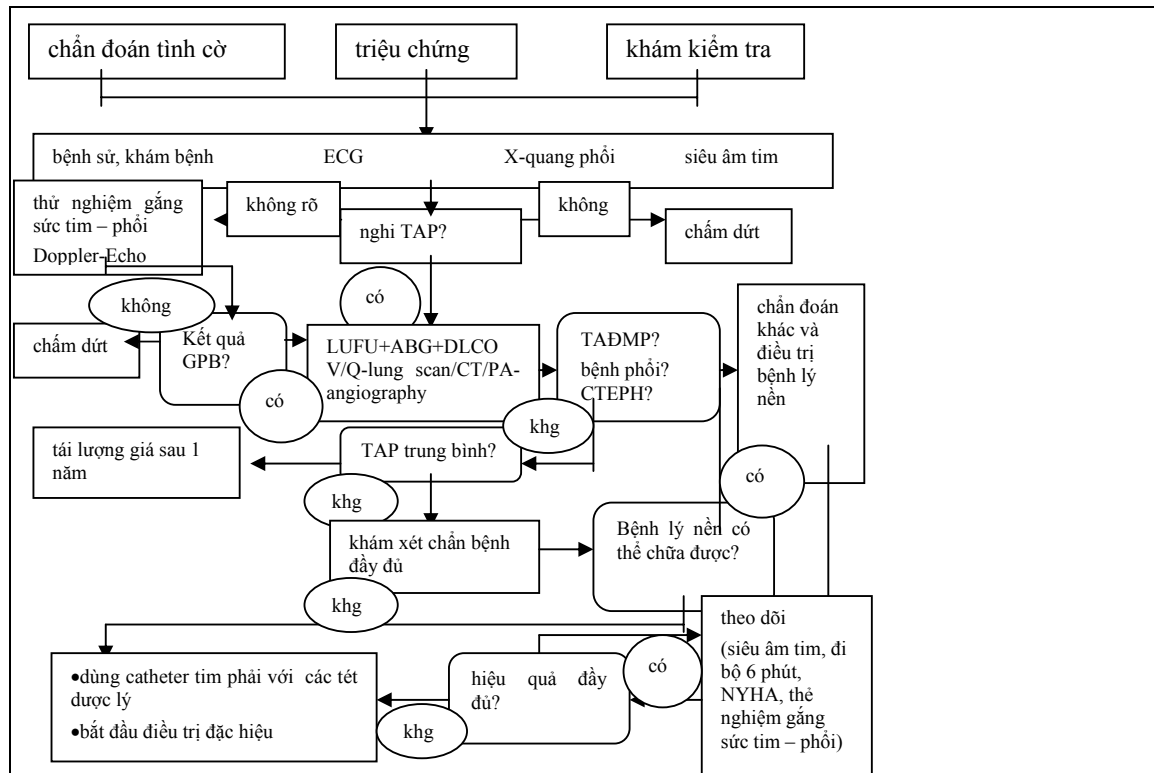 chẩn đoán tình cờ
triệu chứng
khám kiểm tra
bệnh sử, khám bệnh ECG X-quang phổi siêu âm tim
thử nghiệm gắng
sức tim – phổi
Doppler-Echo
không rõ
nghi TAP?
không
chấm dứt
không
có
chấm dứt
Kết quả
GPB?
có
LUFU+ABG+DLCO
V/Q-lung scan/CT/PA-
angiography
TAĐMP?
bệnh phổi?
CTEPH?
chẩn đoán
khác và
điều trị
bệnh lý
nền
khg
tái lượng giá sau 1
năm
TAP trung bình?
có
khg
khám xét chẩn bệnh
đầy đủ
Bệnh lý nền có
thể chữa được?
khg
theo dõi
(siêu âm tim, đi
bộ 6 phút,
NYHA, thẻ
nghiệm gắng
sức tim – phổi)
•dùng catheter tim phải với các tét
dược lý
•bắt đầu điều trị đặc hiệu
hiệu quả đầy
đủ?
có
khg